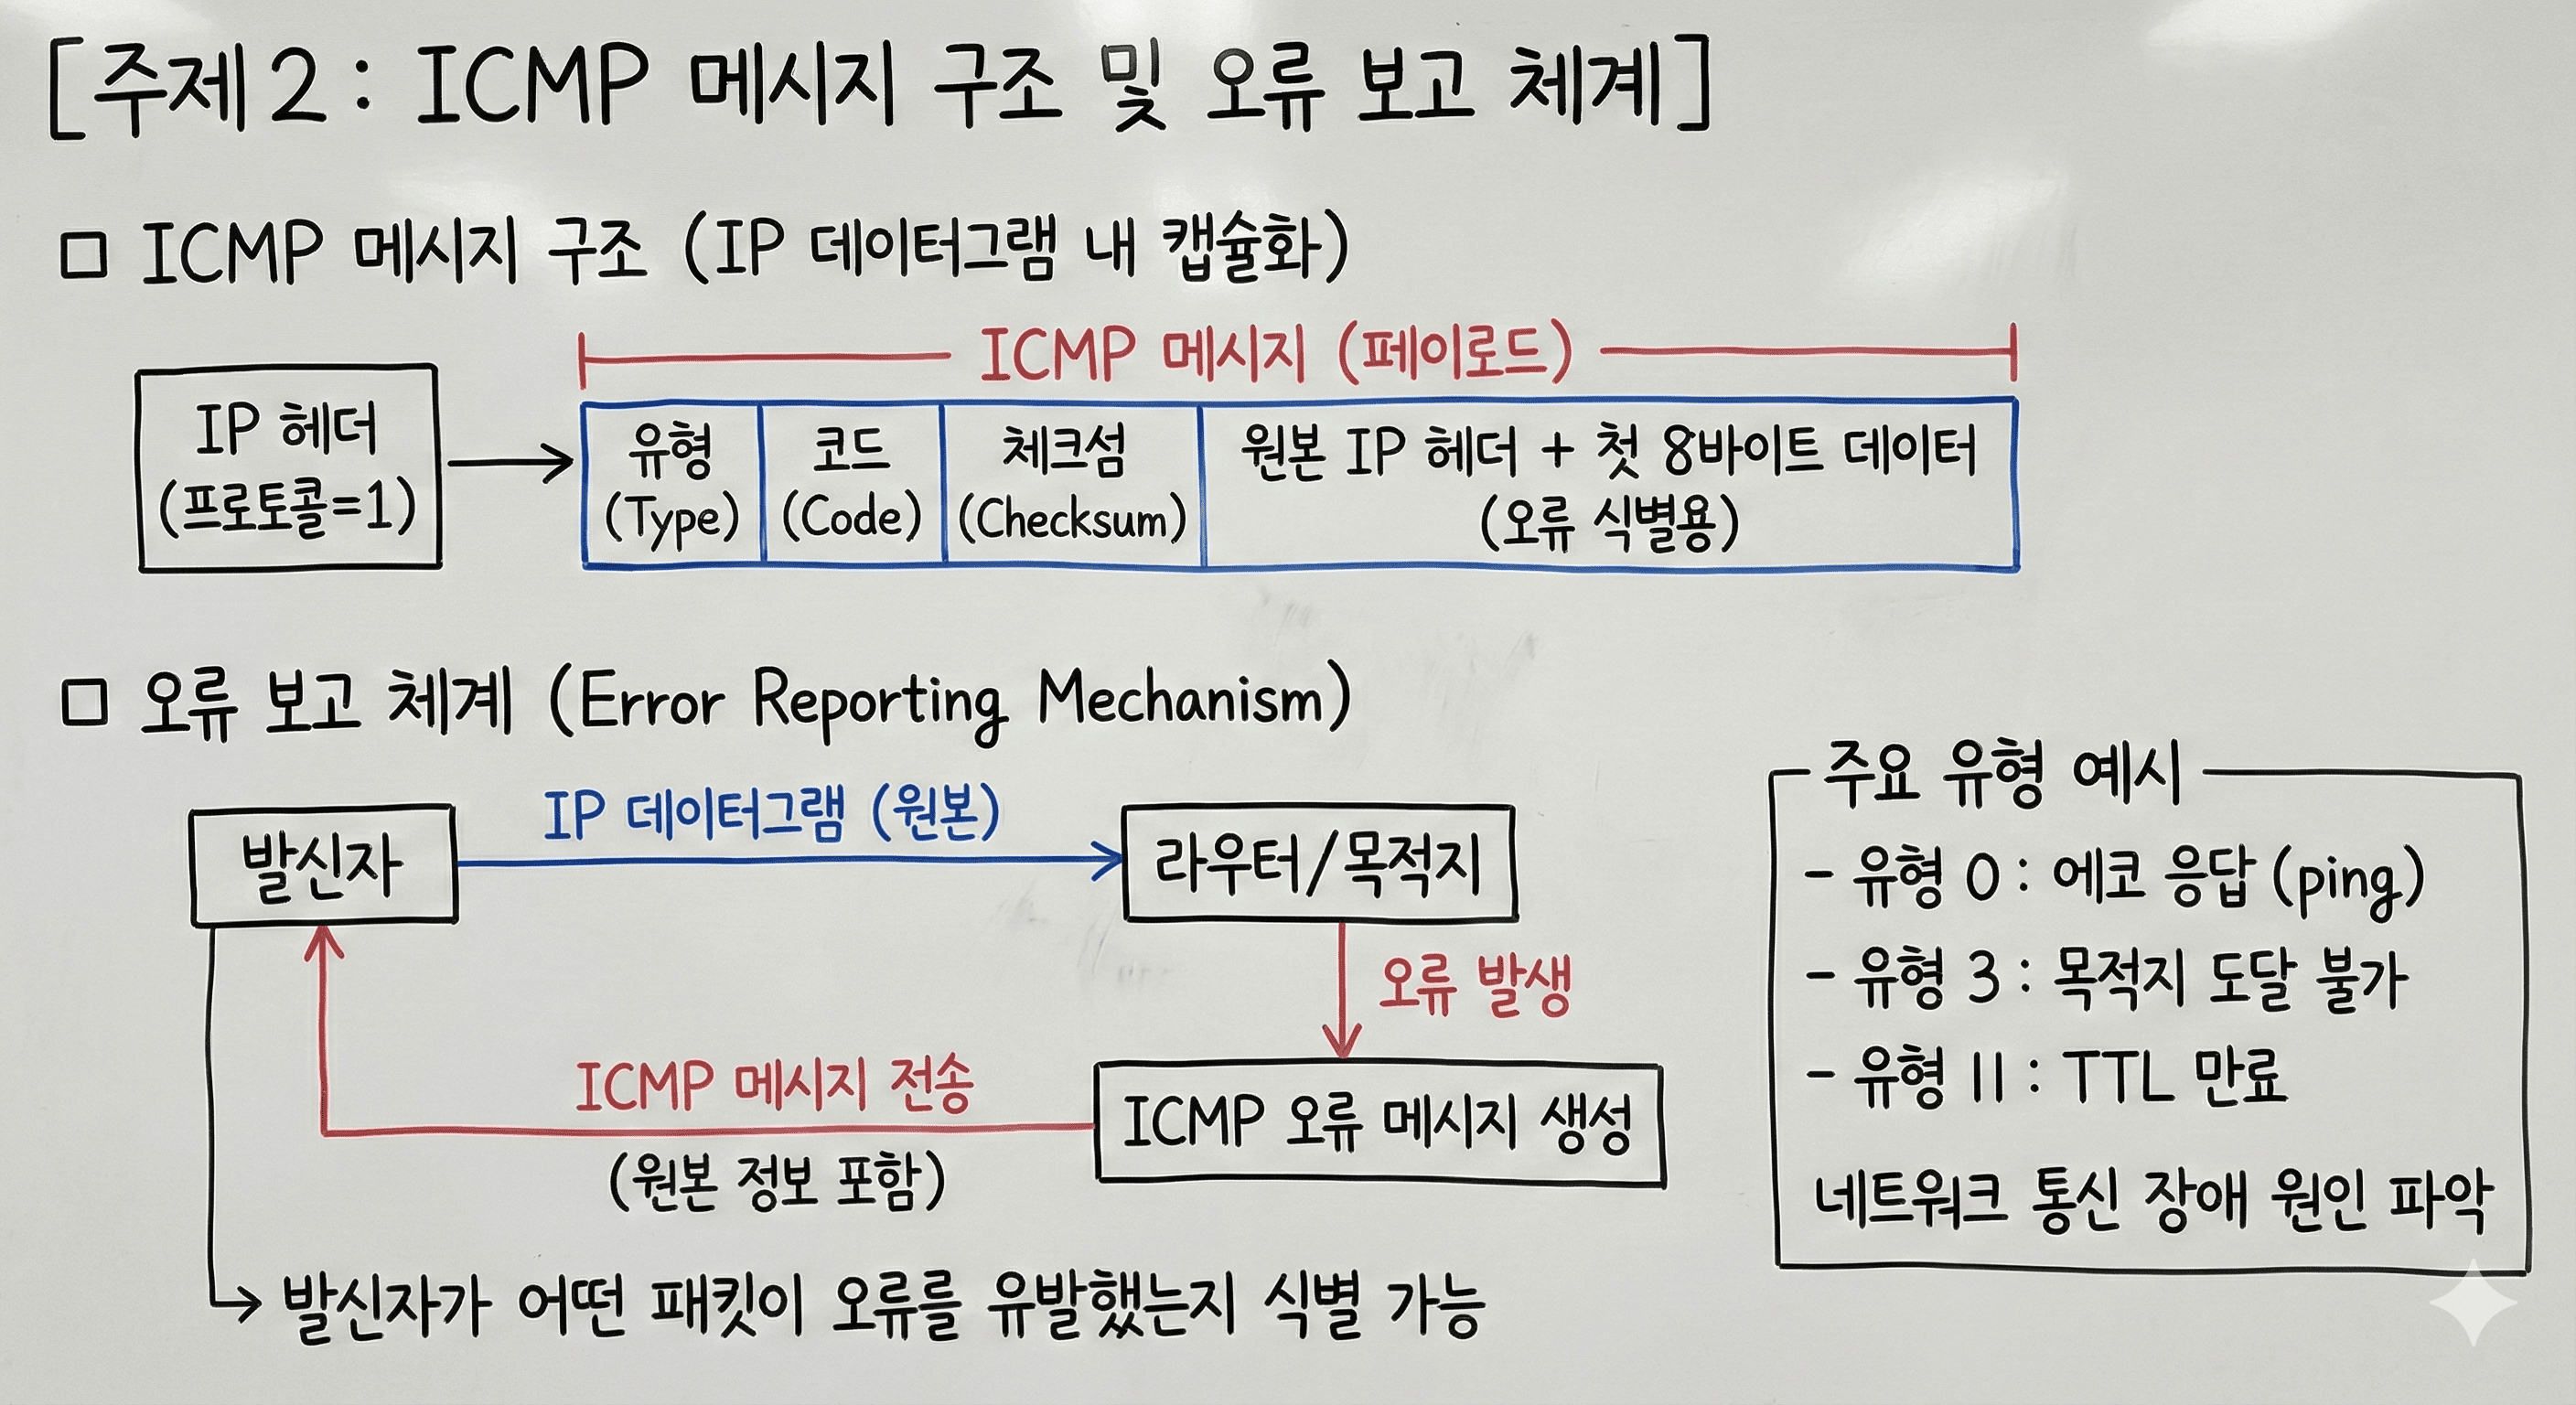 [주제 2 : ICMP 메시지 구조 및 오류 보고 체계]
□ ICMP 메시지 구조 (IP 데이터그램 내 캡슐화)
ICMP 메시지 (페이로드)
IP 헤더
(프로토콜=1)
유형
(Type)
코드
(Code)
체크섬
(Checksum)
원본 IP 헤더 + 첫 8바이트 데이터
(오류 식별용)
□ 오류 보고 체계 (Error Reporting Mechanism)
발신자
IP 데이터그램 (원본)
라우터/목적지
오류 발생
ICMP 오류 메시지 생성
ICMP 메시지 전송
(원본 정보 포함)
발신자가 어떤 패킷이 오류를 유발했는지 식별 가능
주요 유형 예시
- 유형 0 : 에코 응답 (ping)
- 유형 3 : 목적지 도달 불가
- 유형 11 : TTL 만료
네트워크 통신 장애 원인 파악